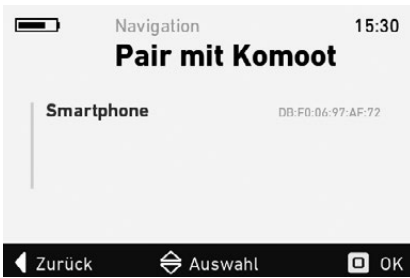 Navigation 15:30
Pair mit Komoot
Smartphone DB:F0:06:97:AF:72
Zurück Auswahl OK